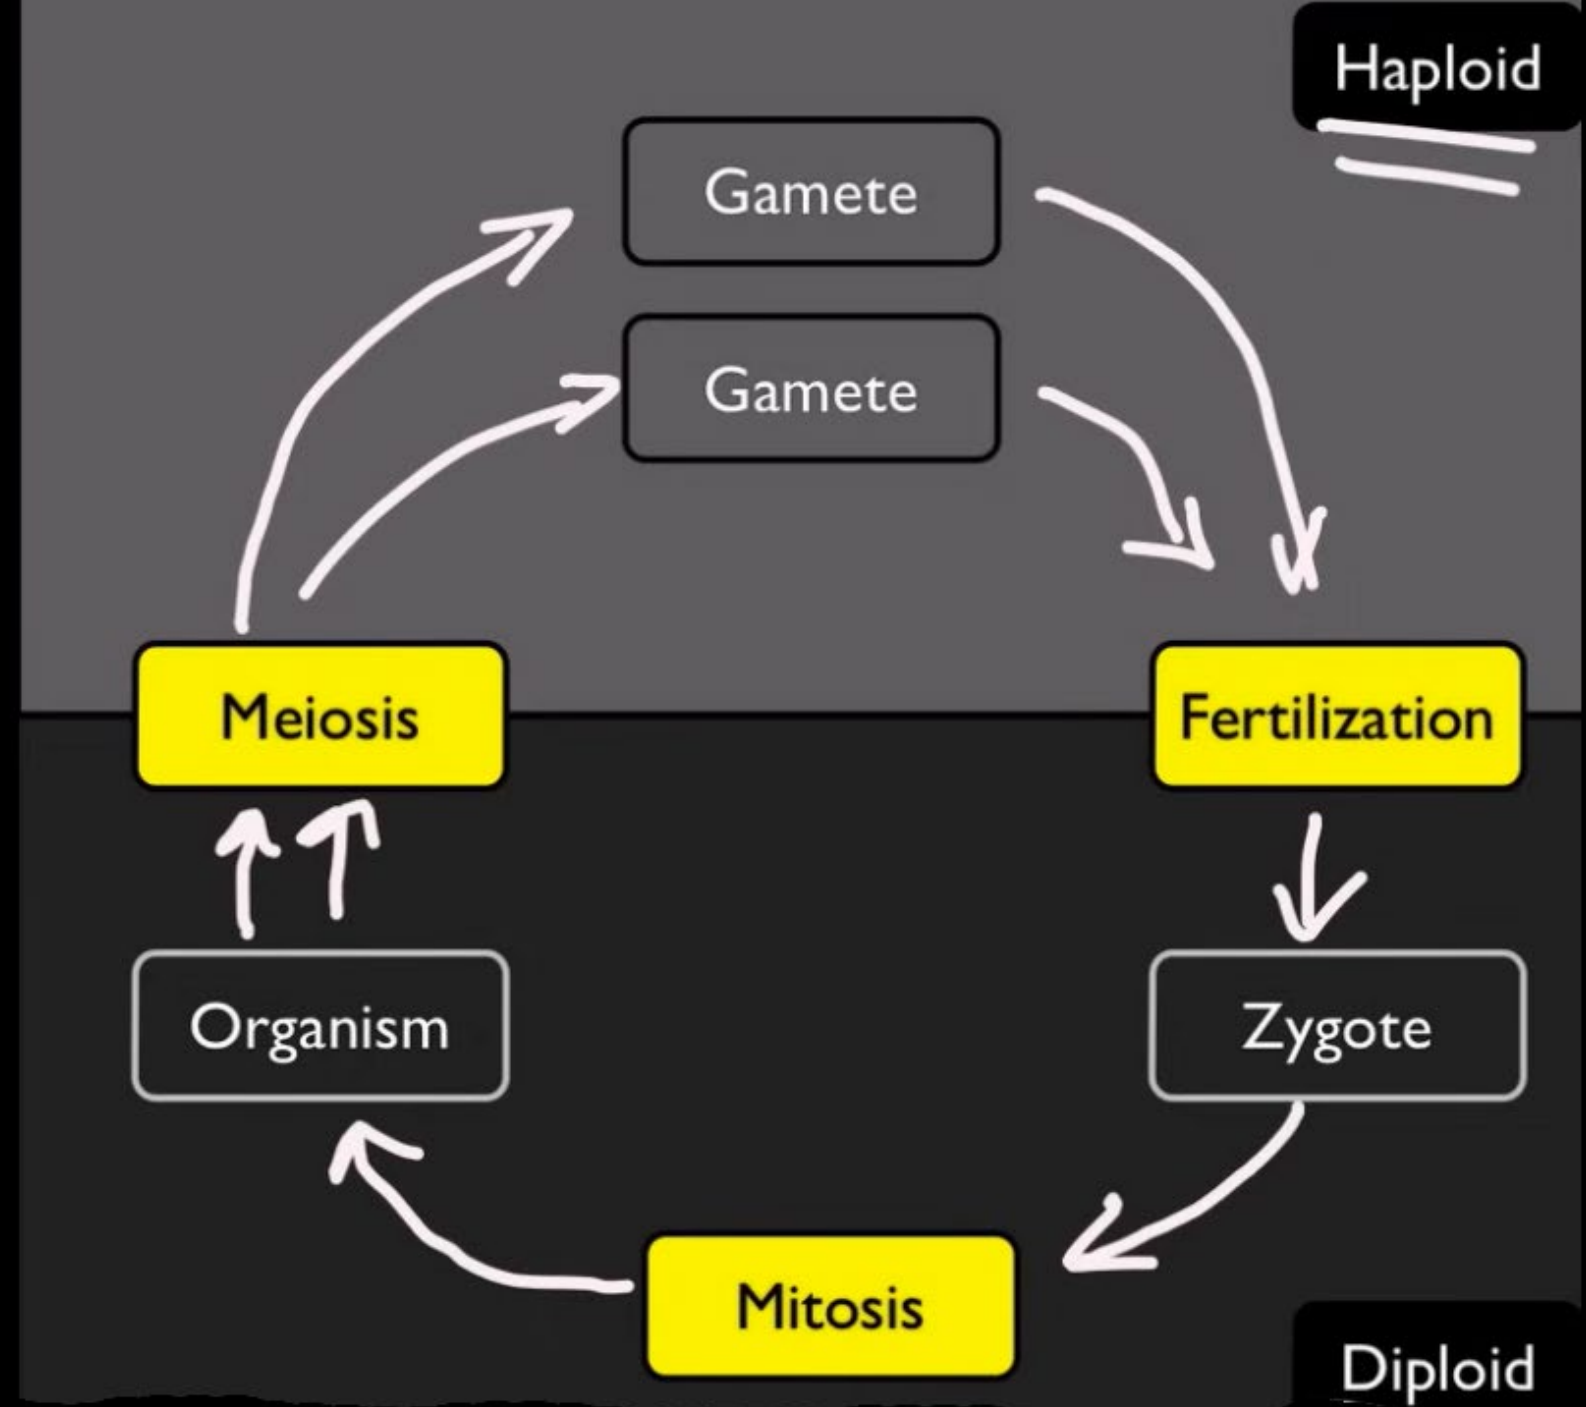 Haploid
Gamete
Gamete
Meiosis
Fertilization
Organism
Zygote
Mitosis
Diploid